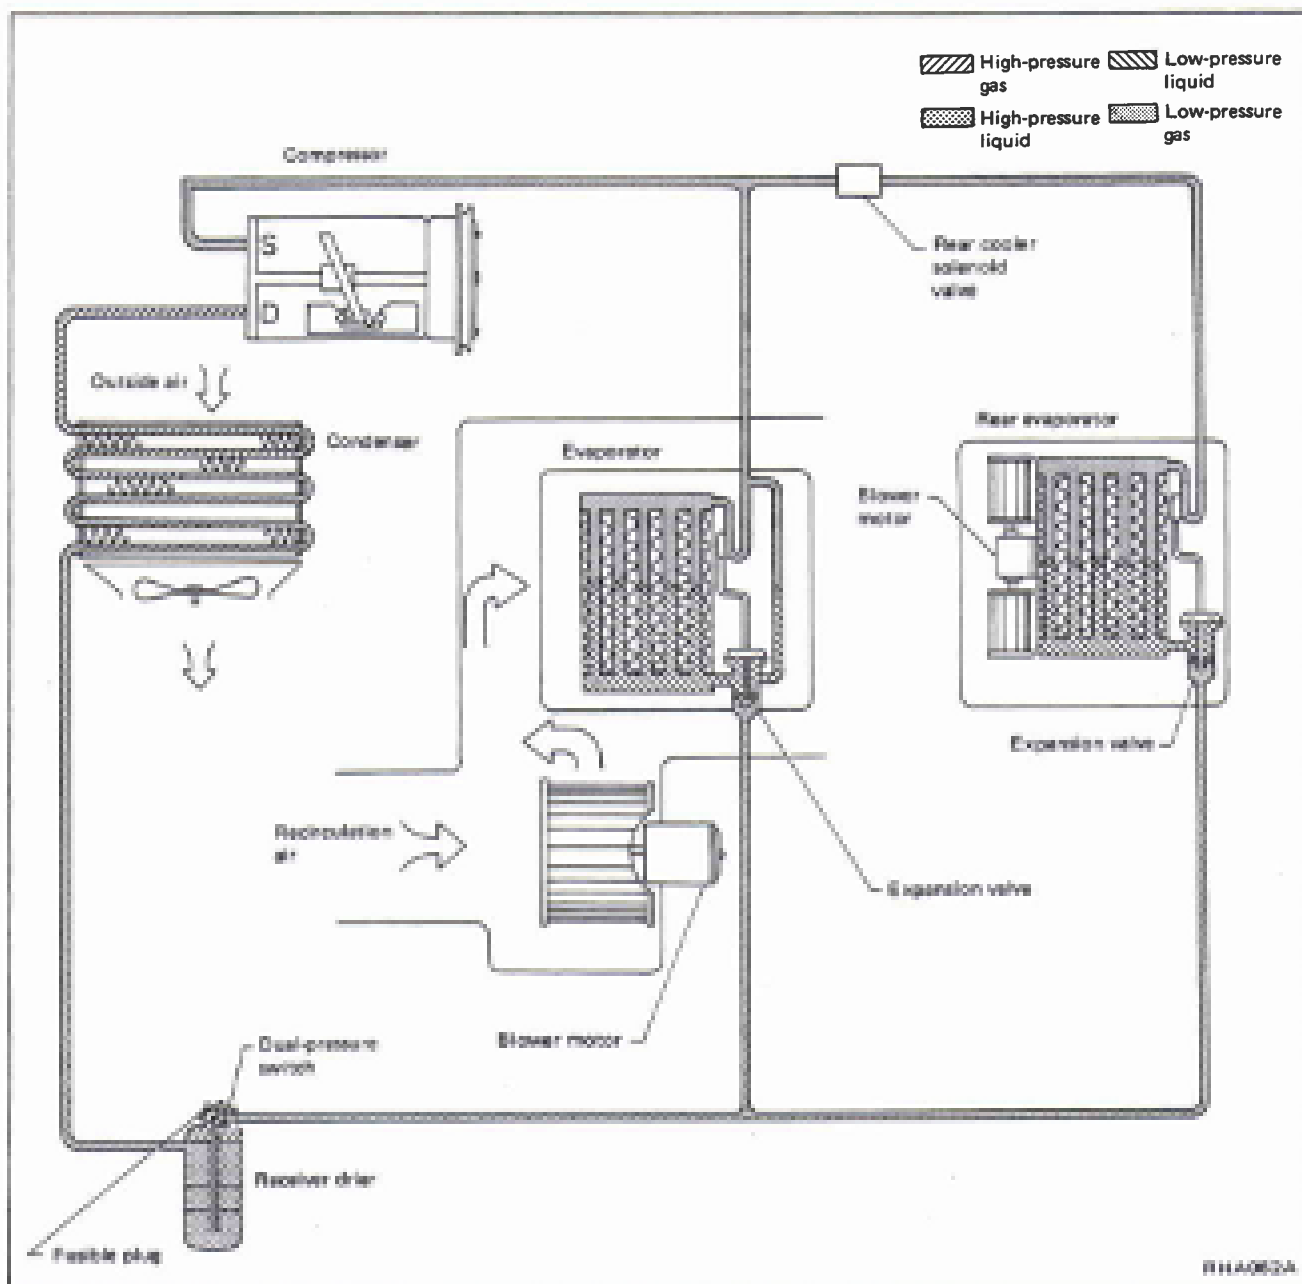 High-pressure
gas
Low-pressure
liquid
High-pressure
liquid
Low-pressure
gas
Compressor
S
D
Rear cooler
solenoid
valve
Outside air
Condenser
Evaporator
Rear evaporator
Blower
motor
Expansion valve
Recirculation
air
Expansion valve
Blower motor
Dual-pressure
switch
Receiver drier
Fusible plug
RHA062A